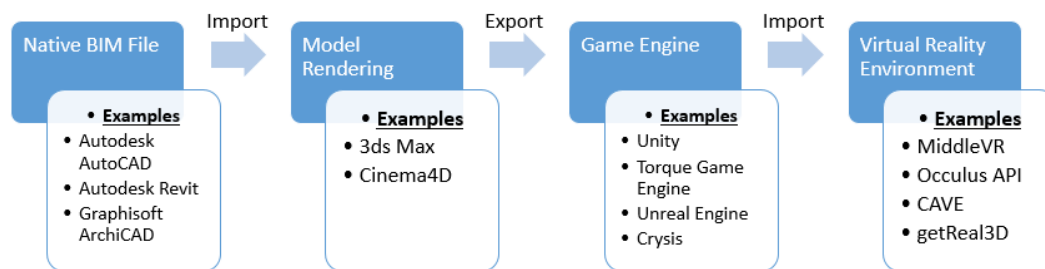 Import
Export
Import
Native BIM File
Model
Rendering
Game Engine
Virtual Reality
Environment
• Examples
• Autodesk
AutoCAD
• Autodesk Revit
• Graphisoft
ArchiCAD
• Examples
• 3ds Max
• Cinema4D
• Examples
• Unity
• Torque Game
Engine
• Unreal Engine
• Crysis
• Examples
• MiddleVR
• Occulus API
• CAVE
• getReal3D